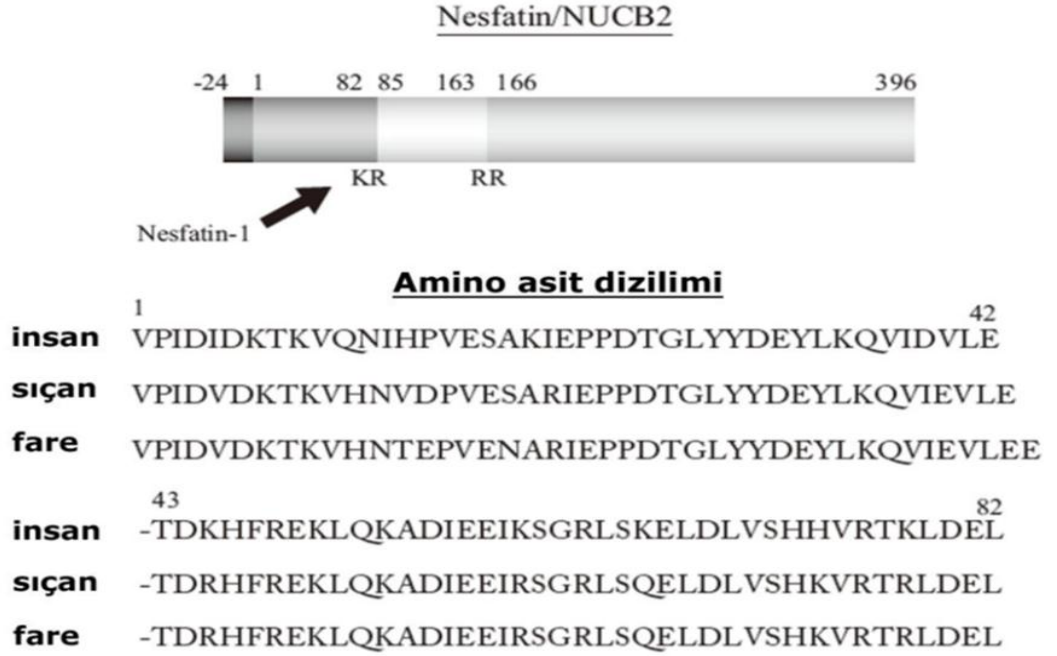 Nesfatin/NUCB2
-24 1 82 85 163 166 396
KR RR
Nesfatin-1
Amino asit dizilimi
1 42
insan VPIDIDKTKVQNIHPVESAKIEPPDTGLYYDEYLKQVIDVLE
sıçan VPIDVDKTKVHNVDPVESARIEPPDTGLYYDEYLKQVIEVLE
fare VPIDVDKTKVHNTEPVENARIEPPDTGLYYDEYLKQVIEVLEE
43 82
insan -TDKHFREKLQKADIEEIKSGRLSKELDLVSHHVRTKLDEL
sıçan -TDRHFREKLQKADIEEIRSGRLSQELDLVSHKVRTRLDEL
fare -TDRHFREKLQKADIEEIRSGRLSQELDLVSHKVRTRLDEL